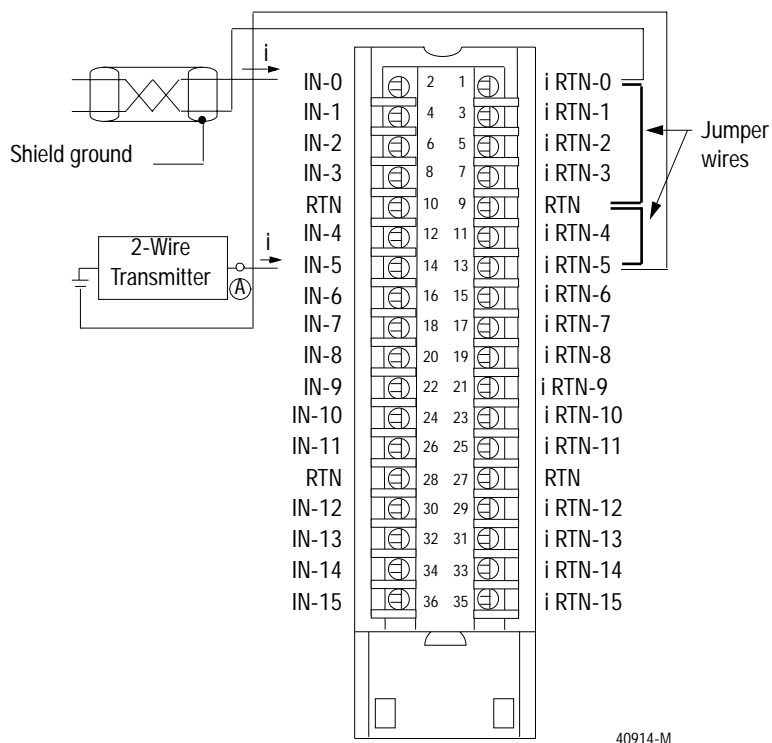 i
IN-0 2 1 i RTN-0
IN-1 4 3 i RTN-1
IN-2 6 5 i RTN-2
Jumper
wires
Shield ground
IN-3 8 7 i RTN-3
RTN 10 9 RTN
IN-4 12 11 i RTN-4
2-Wire
Transmitter
i
A
IN-5 14 13 i RTN-5
IN-6 16 15 i RTN-6
IN-7 18 17 i RTN-7
IN-8 20 19 i RTN-8
IN-9 22 21 i RTN-9
IN-10 24 23 i RTN-10
IN-11 26 25 i RTN-11
RTN 28 27 RTN
IN-12 30 29 i RTN-12
IN-13 32 31 i RTN-13
IN-14 34 33 i RTN-14
IN-15 36 35 i RTN-15
40914-M